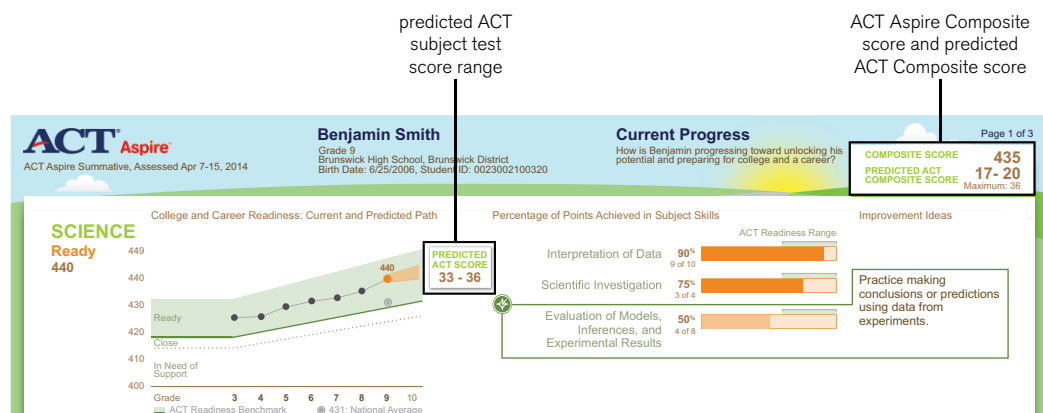 predicted ACT
subject test
score range
ACT Aspire Composite
score and predicted
ACT Composite score
ACT® Aspire™
ACT Aspire Summative, Assessed Apr 7-15, 2014
Benjamin Smith
Grade 9
Brunswick High School, Brunswick District
Birth Date: 6/25/2006, Student ID: 0023002100320
Current Progress
How is Benjamin progressing toward unlocking his
potential and preparing for college and a career?
Page 1 of 3
COMPOSITE SCORE 435
PREDICTED ACT
COMPOSITE SCORE 17- 20
Maximum: 36
SCIENCE
Ready
440
College and Career Readiness: Current and Predicted Path
449
440
430
420
410
400
Ready
Close
In Need of
Support
440
Grade 3 4 5 6 7 8 9 10
ACT Readiness Benchmark 431: National Average
PREDICTED
ACT SCORE
33 - 36
Percentage of Points Achieved in Subject Skills
ACT Readiness Range
Interpretation of Data 90%
9 of 10
Scientific Investigation 75%
3 of 4
Evaluation of Models,
Inferences, and
Experimental Results
50%
4 of 8
Improvement Ideas
Practice making
conclusions or predictions
using data from
experiments.